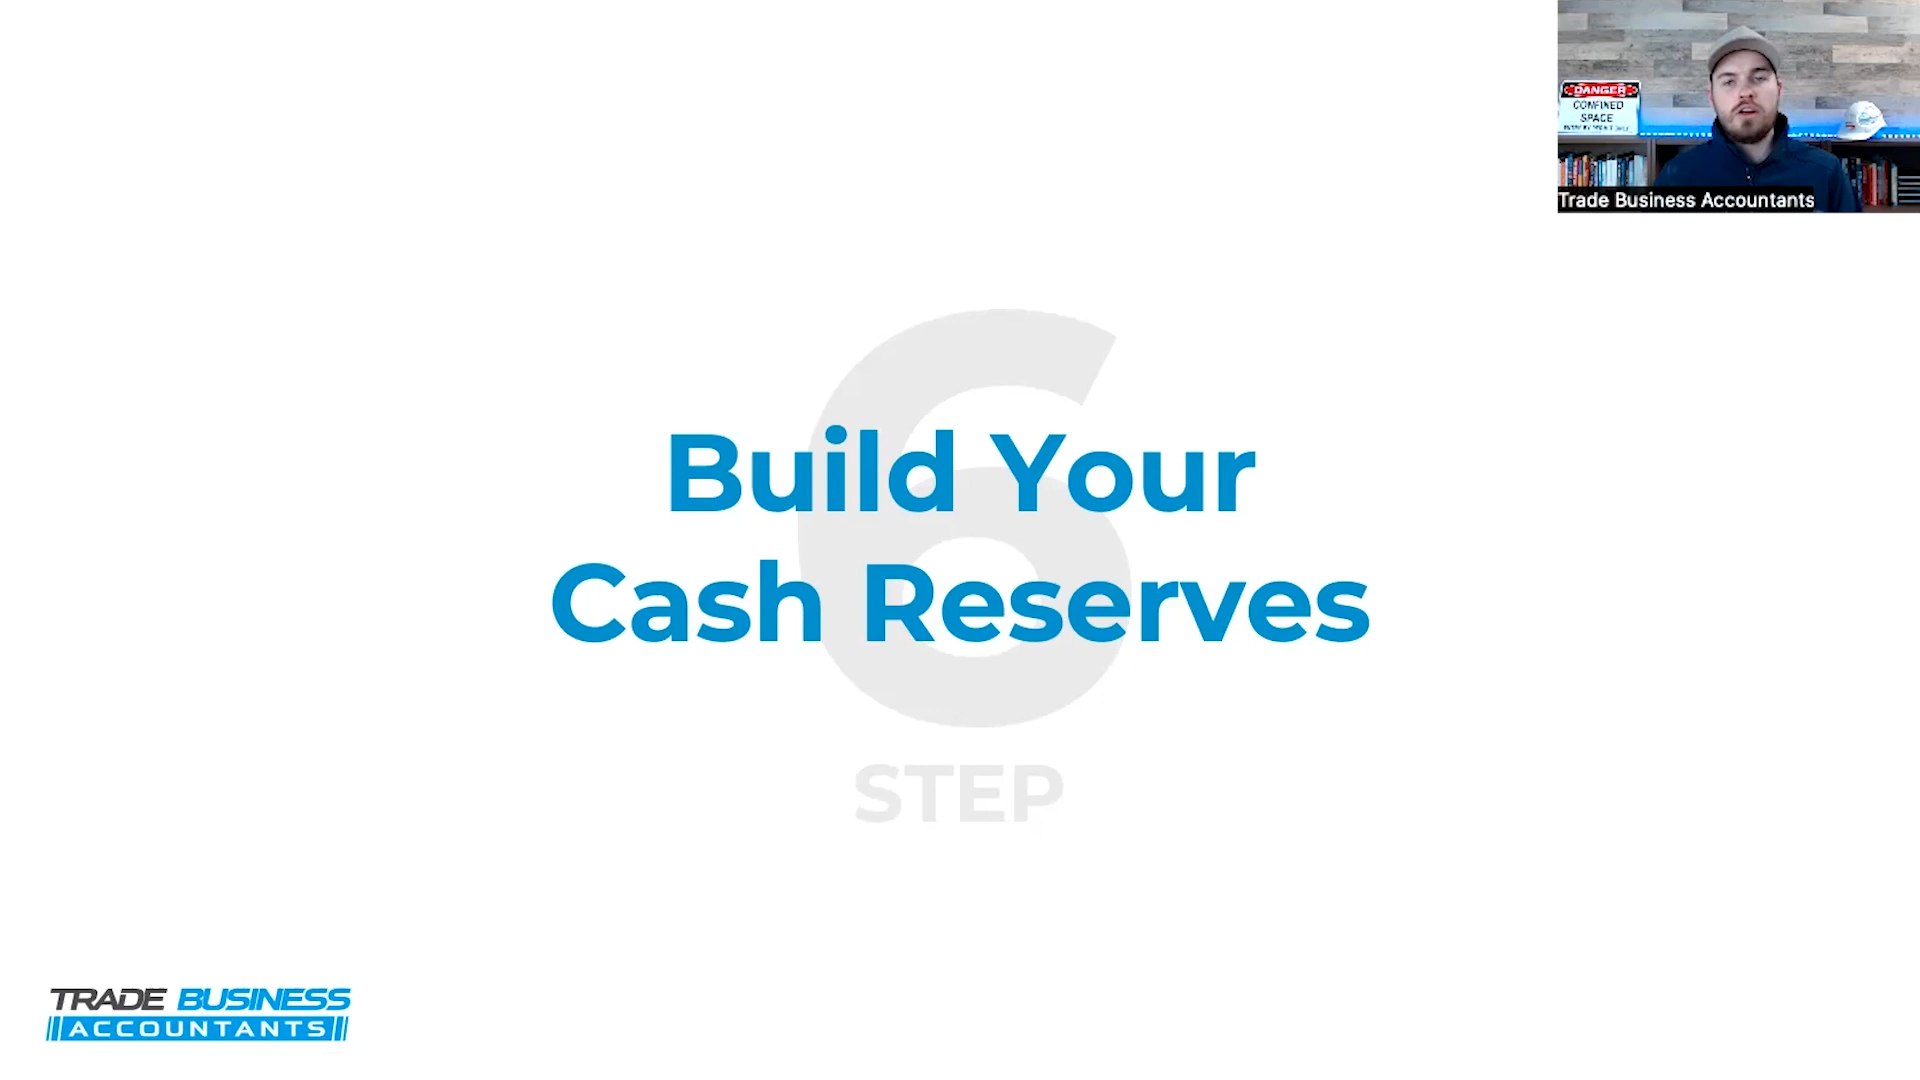 DANGER
CONFINED
SPACE
Trade Business Accountants
6
Build Your
Cash Reserves
STEP
TRADE BUSINESS
ACCOUNTANTS